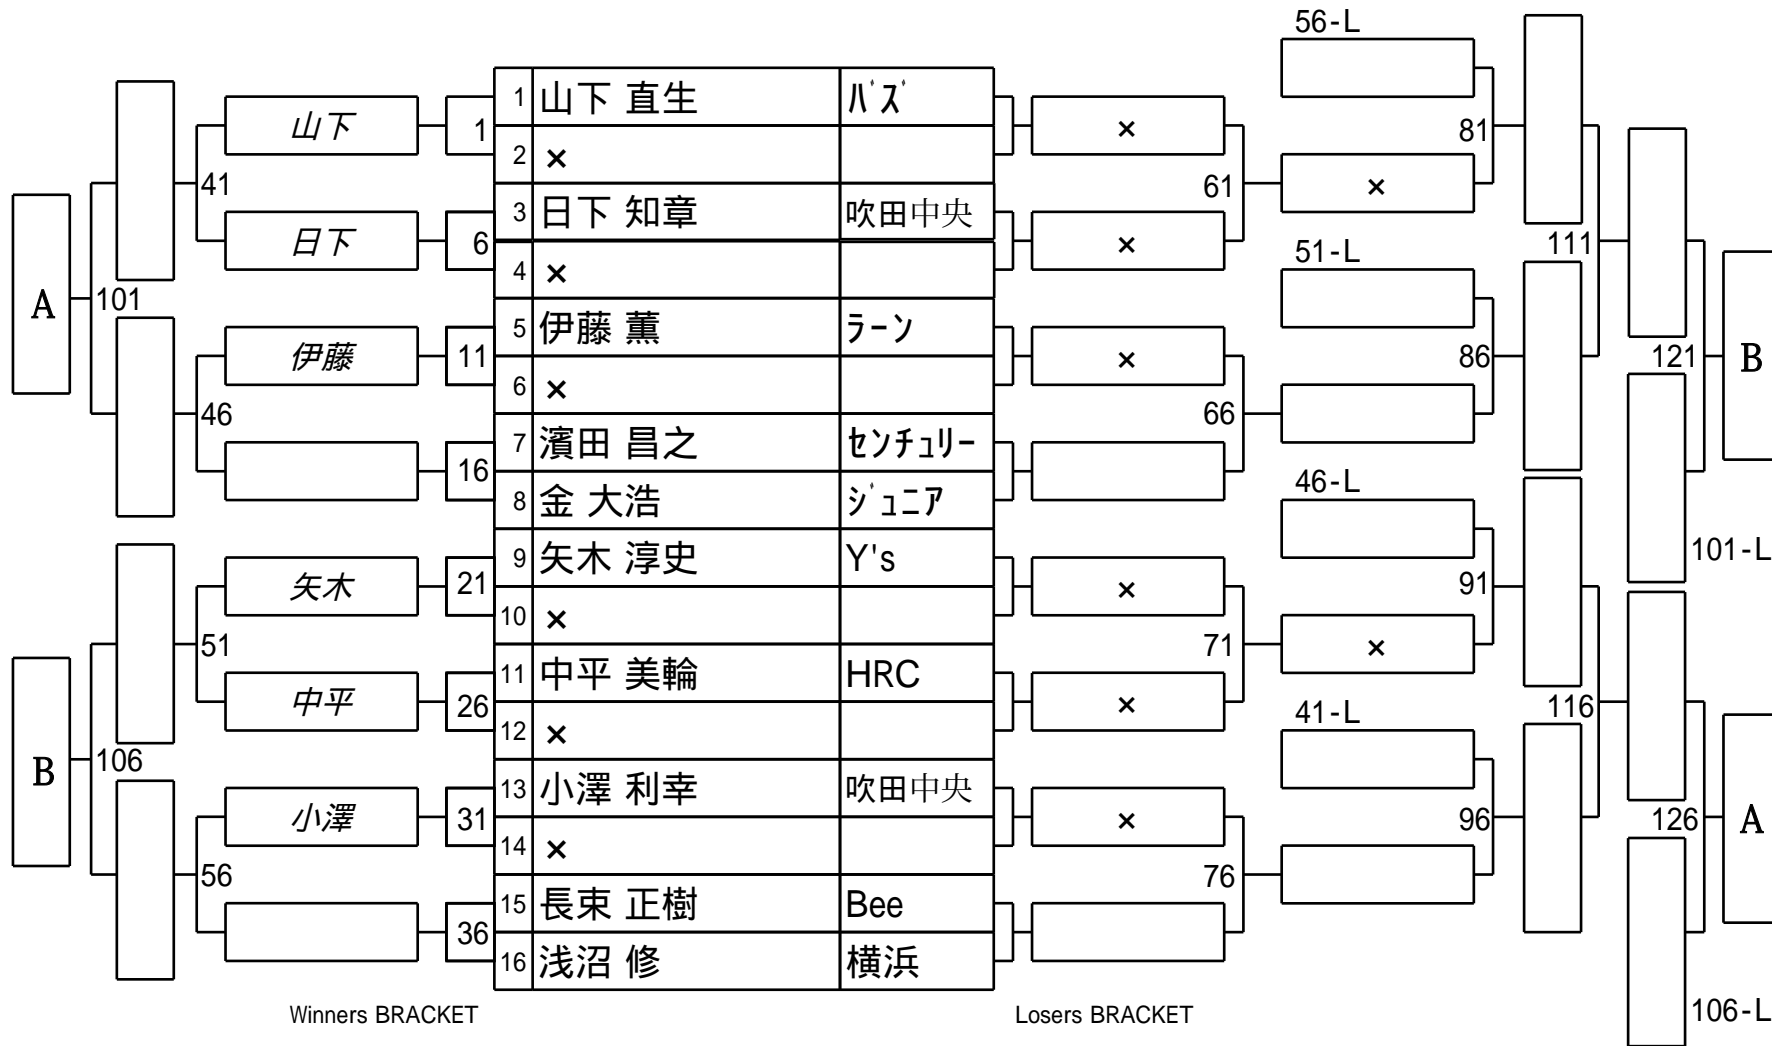 56-L
1 山下 直生 バズ
山下 1 × 81
2 ×
41 61 ×
3 日下 知章 吹田中央
日下 6 × 111
51-L
4 ×
A 101 B
5 伊藤 薫 ラーン
伊藤 11 × 86 121
6 ×
46 66
7 濱田 昌之 センチュリー
16
8 金 大浩 ジュニア
46-L
9 矢木 淳史 Y's
101-L
矢木 21 × 91
10 ×
51 71 ×
11 中平 美輪 HRC
中平 26 × 116
41-L
12 ×
B 106
13 小澤 利幸 吹田中央
小澤 31 × 96 126 A
14 ×
56 76
15 長束 正樹 Bee
36
16 浅沼 修 横浜
106-L
Winners BRACKET Losers BRACKET